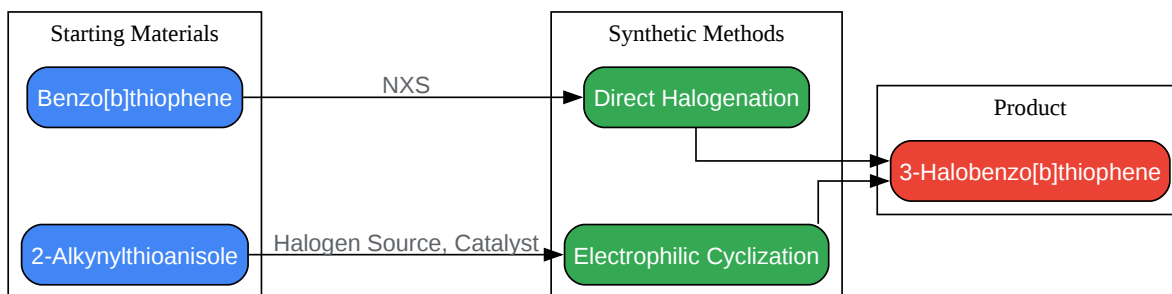 Starting Materials
Synthetic Methods
Benzo[b]thiophene
NXS
Direct Halogenation
Product
3-Halobenzo[b]thiophene
2-Alkynylthioanisole
Halogen Source, Catalyst
Electrophilic Cyclization